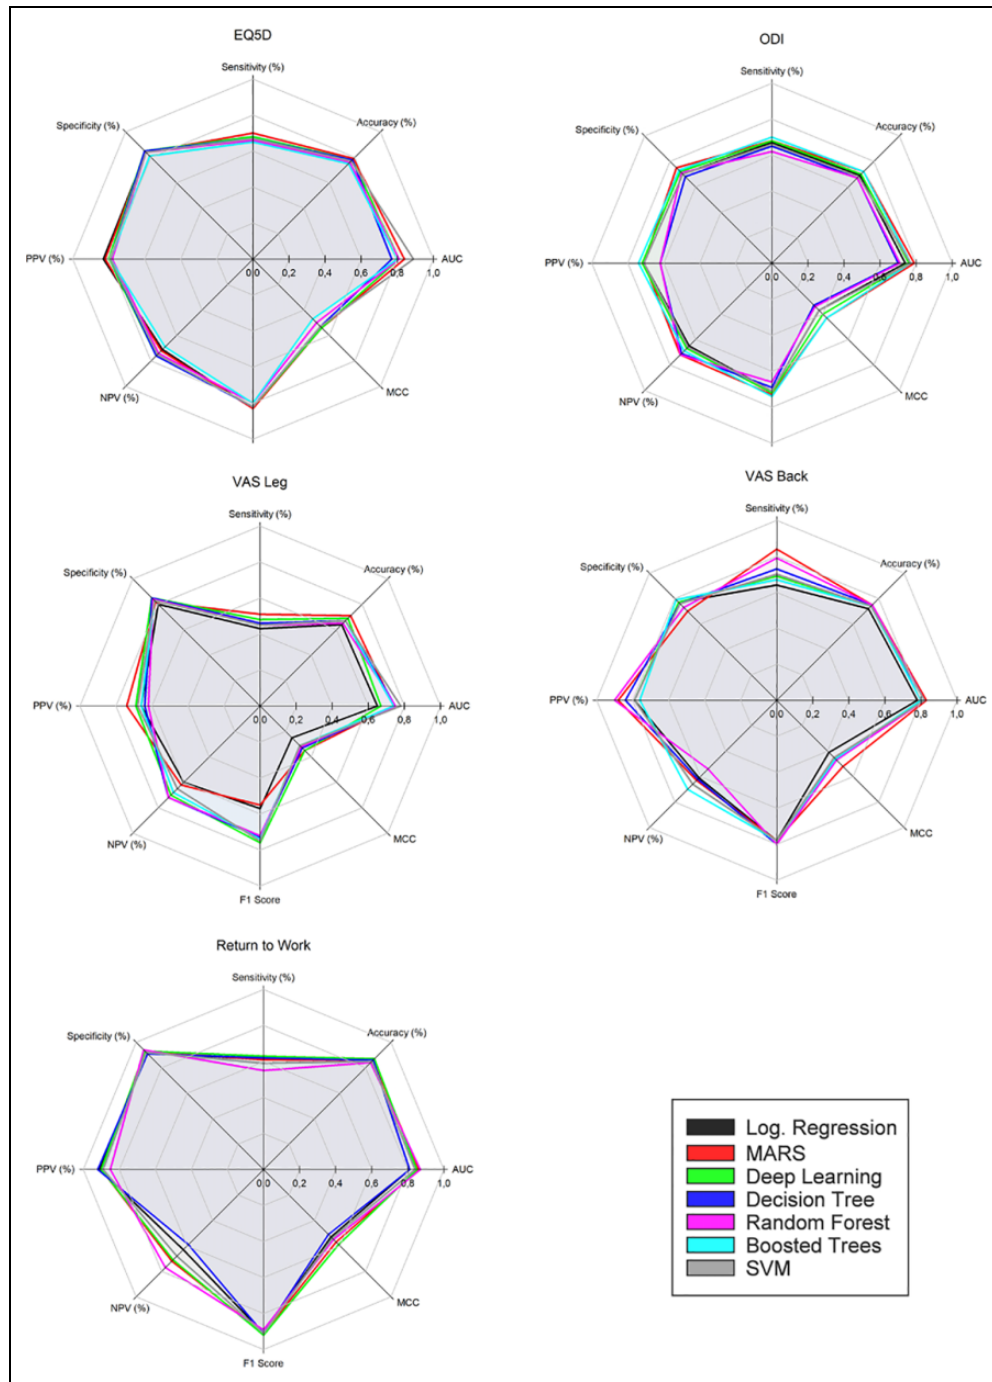 EQ5D
Sensitivity (%)
Specificity (%)
Accuracy (%)
PPV (%)
0,0 0,2 0,4 0,6 0,8 1,0
AUC
NPV (%)
MCC
ODI
Sensitivity (%)
Specificity (%)
Accuracy (%)
PPV (%)
0,0 0,2 0,4 0,6 0,8 1,0
AUC
NPV (%)
MCC
VAS Leg
Sensitivity (%)
Specificity (%)
Accuracy (%)
PPV (%)
0,0 0,2 0,4 0,6 0,8 1,0
AUC
NPV (%)
MCC
F1 Score
VAS Back
Sensitivity (%)
Specificity (%)
Accuracy (%)
PPV (%)
0,0 0,2 0,4 0,6 0,8 1,0
AUC
NPV (%)
MCC
F1 Score
Return to Work
Sensitivity (%)
Specificity (%)
Accuracy (%)
PPV (%)
0,0 0,2 0,4 0,6 0,8 1,0
AUC
NPV (%)
MCC
F1 Score
Log. Regression
MARS
Deep Learning
Decision Tree
Random Forest
Boosted Trees
SVM